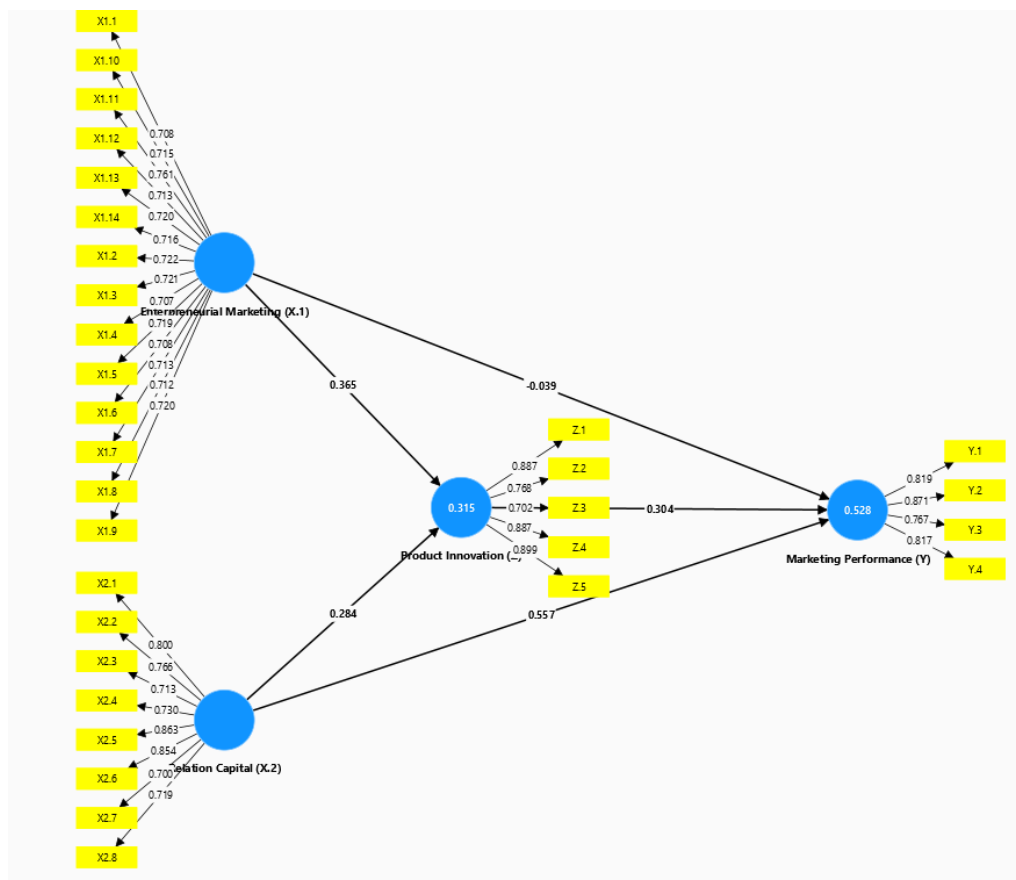 X1.1
X1.10
X1.11
X1.12
X1.13
X1.14
X1.2
X1.3
X1.4
X1.5
X1.6
X1.7
X1.8
X1.9
0.708
0.715
0.761
0.713
0.720
0.716
0.722
0.721
0.707
0.719
0.708
0.713
0.712
0.720
Enterpreneurial Marketing (X.1)
0.365
-0.039
Z.1
Z.2
Z.3
Z.4
Z.5
0.887
0.768
0.702
0.887
0.899
0.315
Product Innovation
0.304
0.528
Marketing Performance (Y)
Y.1
Y.2
Y.3
Y.4
0.819
0.871
0.767
0.817
0.284
0.557
X2.1
X2.2
X2.3
X2.4
X2.5
X2.6
X2.7
X2.8
0.800
0.766
0.713
0.730
0.863
0.854
0.700
0.719
elation Capital (X.2)